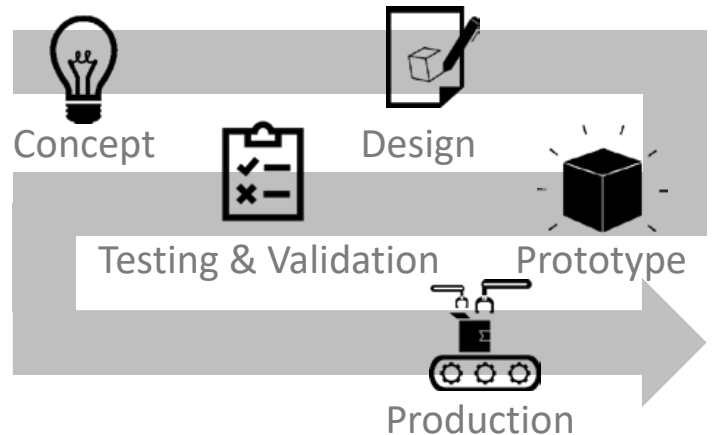 Concept
Design
Testing & Validation
Prototype
Production